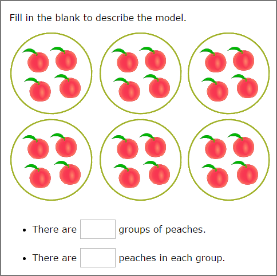 Fill in the blank to describe the model.
• There are groups of peaches.
• There are peaches in each group.